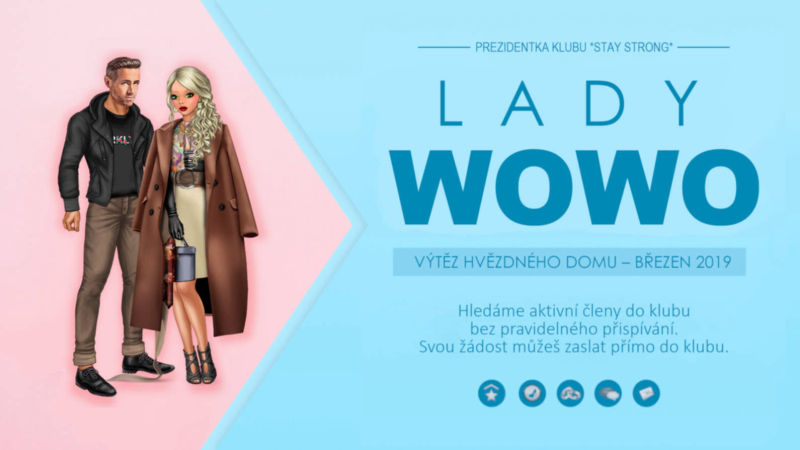 PREZIDENTKA KLUBU "STAY STRONG"
LADY
WOWO
VÝTĚZ HVĚZDNÉHO DOMU – BŘEZEN 2019
Hledáme aktivní členy do klubu
bez pravidelného přispívání.
Svou žádost můžeš zaslat přímo do klubu.